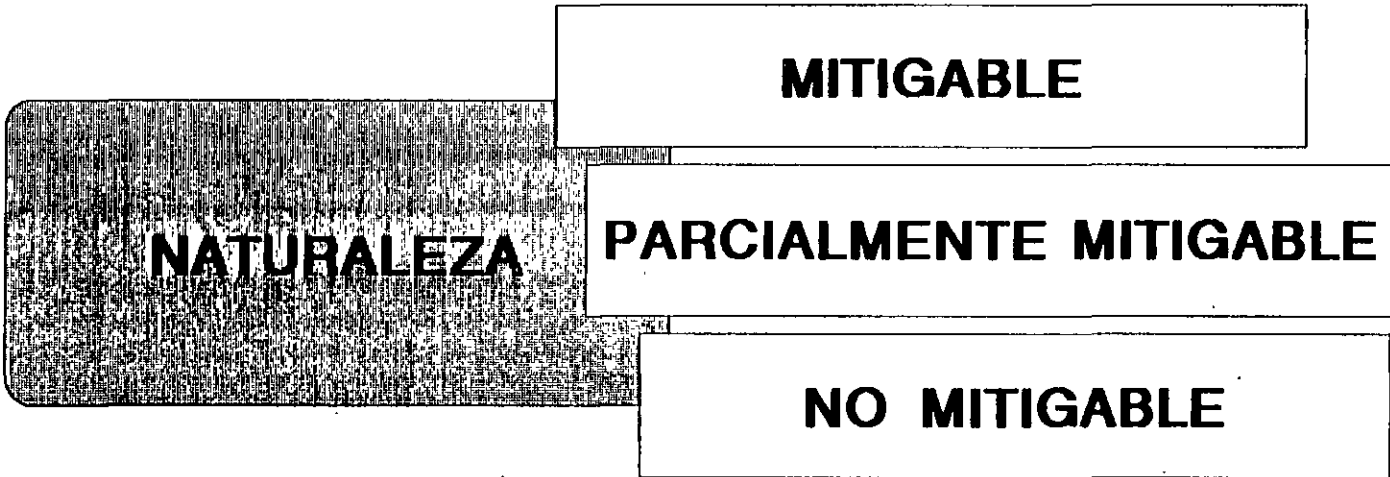 MITIGABLE
NATURALEZA
PARCIALMENTE MITIGABLE
NO MITIGABLE